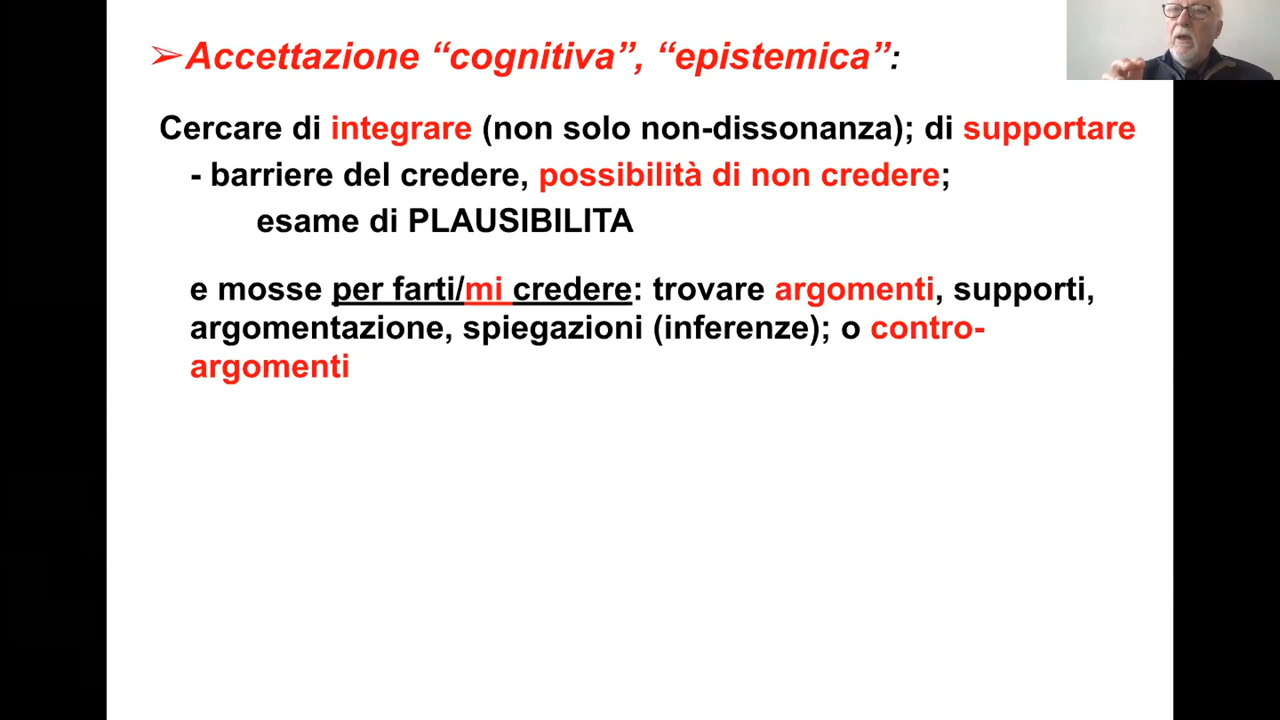 ➢Accettazione “cognitiva”, “epistemica”:
Cercare di integrare (non solo non-dissonanza); di supportare
- barriere del credere, possibilità di non credere;
esame di PLAUSIBILITA
e mosse per farti/mi credere: trovare argomenti, supporti,
argomentazione, spiegazioni (inferenze); o contro-
argomenti